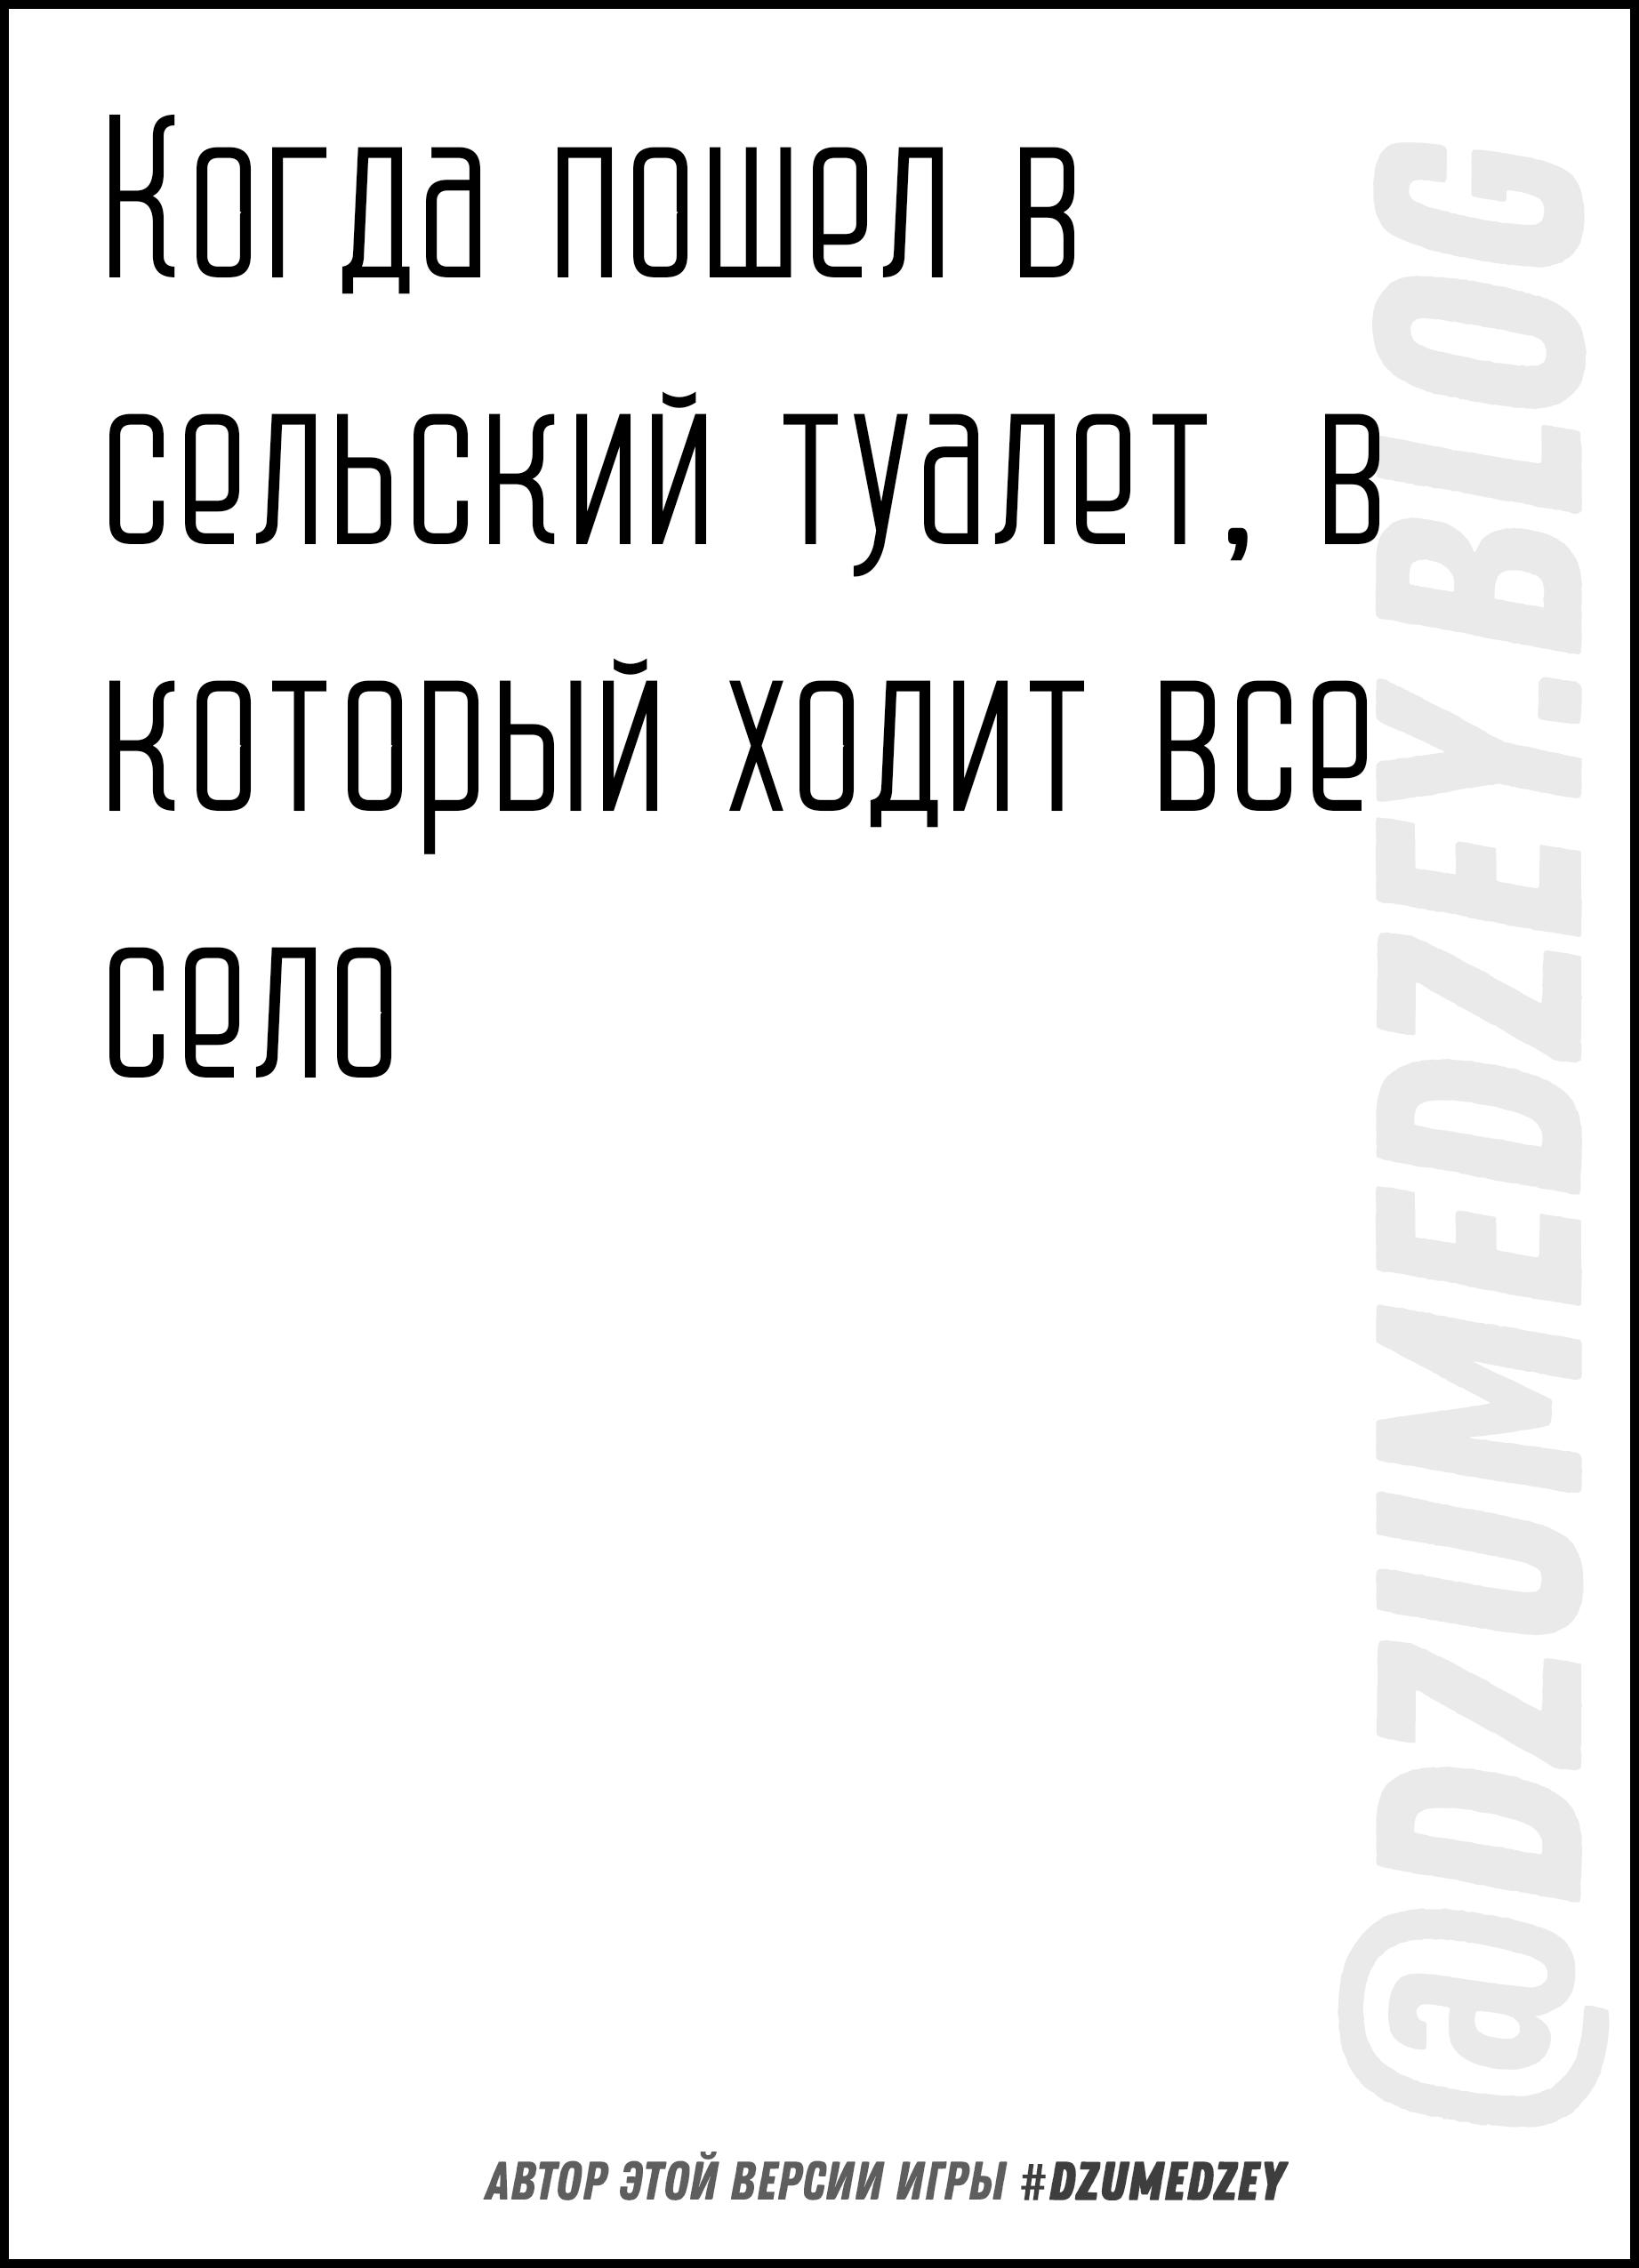 Когда пошел в
сельский туалет, в
который ходит все
село
@DZUMEDZEY.BLOG
АВТОР ЭТОЙ ВЕРСИИ ИГРЫ #DZUMEDZEY